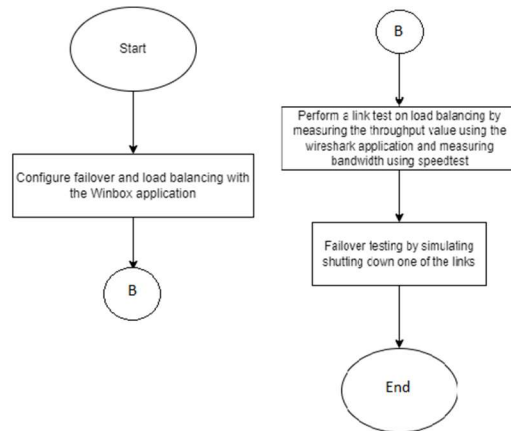 Start
Configure failover and load balancing with
the Winbox application
B
B
Perform a link test on load balancing by
measuring the throughput value using the
wireshark application and measuring
bandwidth using speedtest
Failover testing by simulating
shutting down one of the links
End